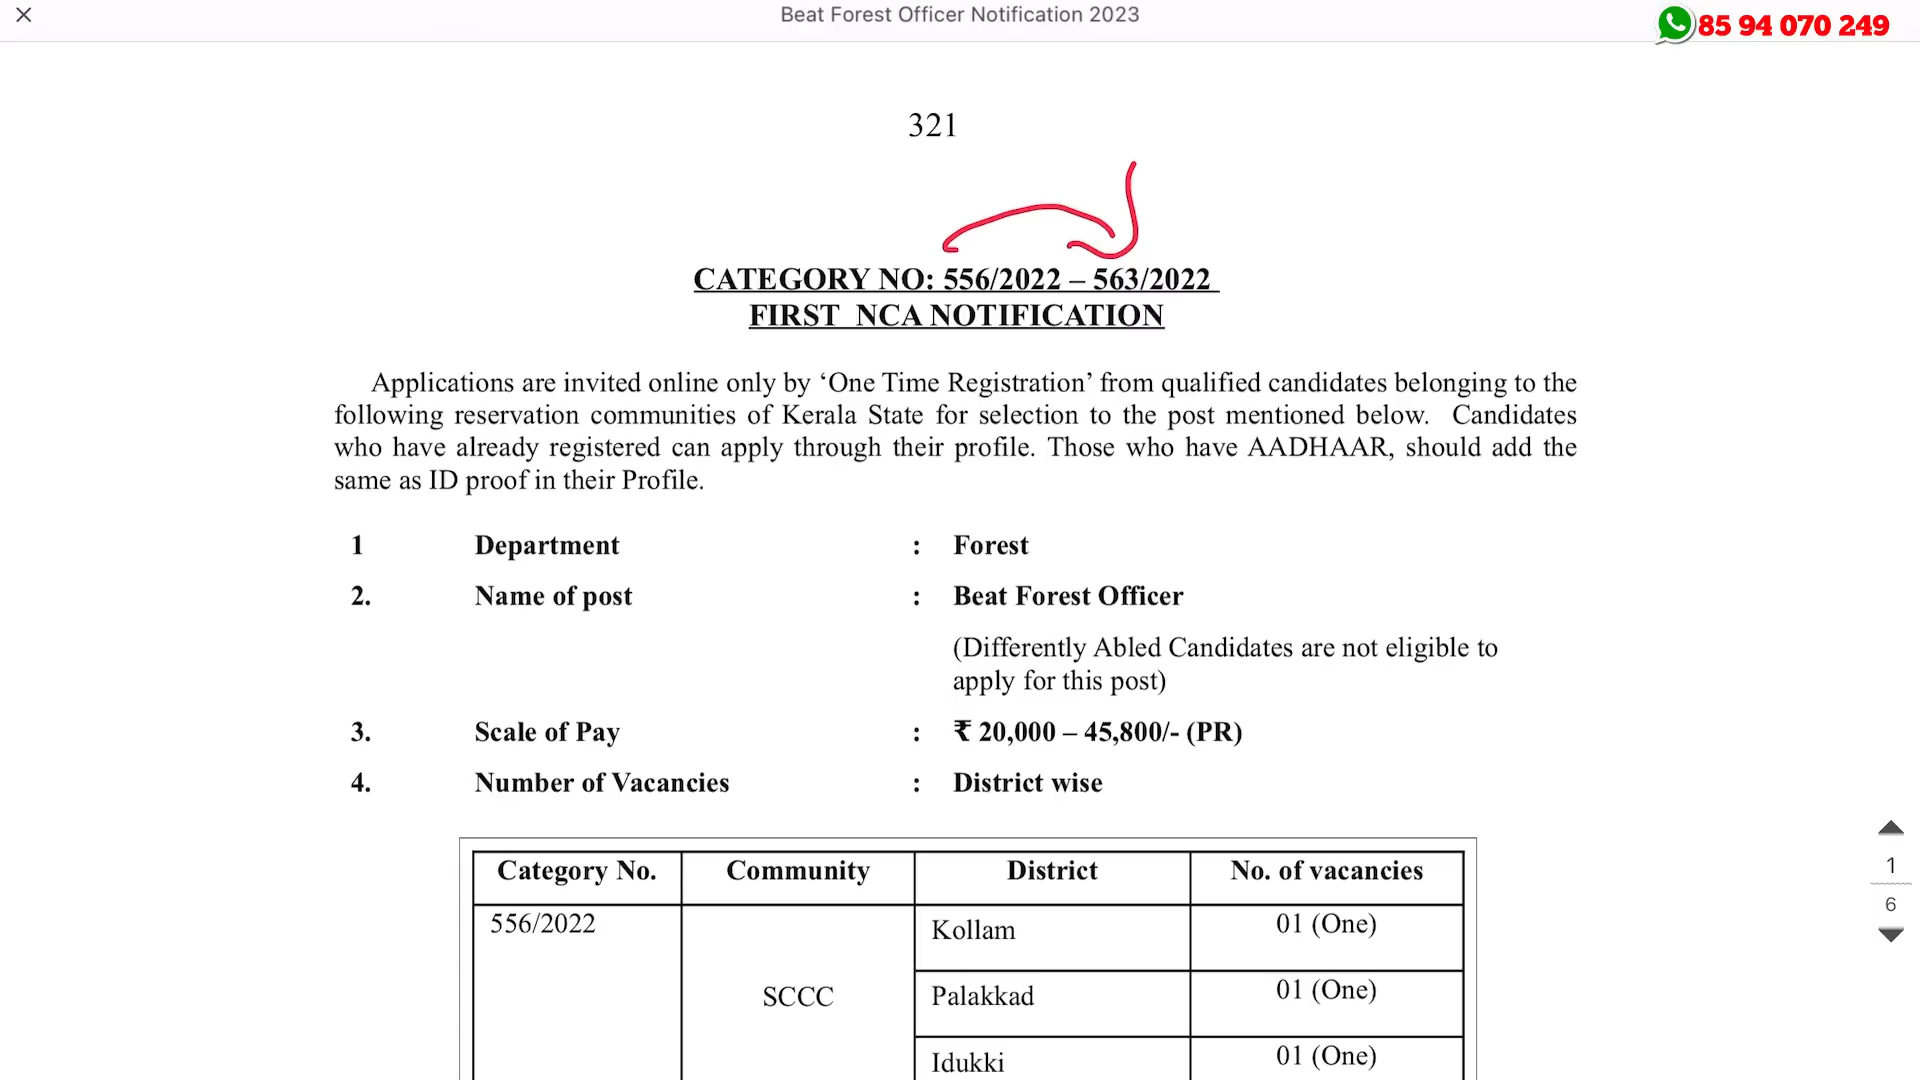 Beat Forest Officer Notification 2023
85 94 070 249
321
CATEGORY NO: 556/2022 – 563/2022
FIRST NCA NOTIFICATION
Applications are invited online only by ‘One Time Registration’ from qualified candidates belonging to the
following reservation communities of Kerala State for selection to the post mentioned below. Candidates
who have already registered can apply through their profile. Those who have AADHAAR, should add the
same as ID proof in their Profile.
1 Department : Forest
2. Name of post : Beat Forest Officer
(Differently Abled Candidates are not eligible to
apply for this post)
3. Scale of Pay : ₹ 20,000 – 45,800/- (PR)
4. Number of Vacancies : District wise
Category No. Community District No. of vacancies
556/2022 Kollam 01 (One)
SCCC Palakkad 01 (One)
Idukki 01 (One)
1
6